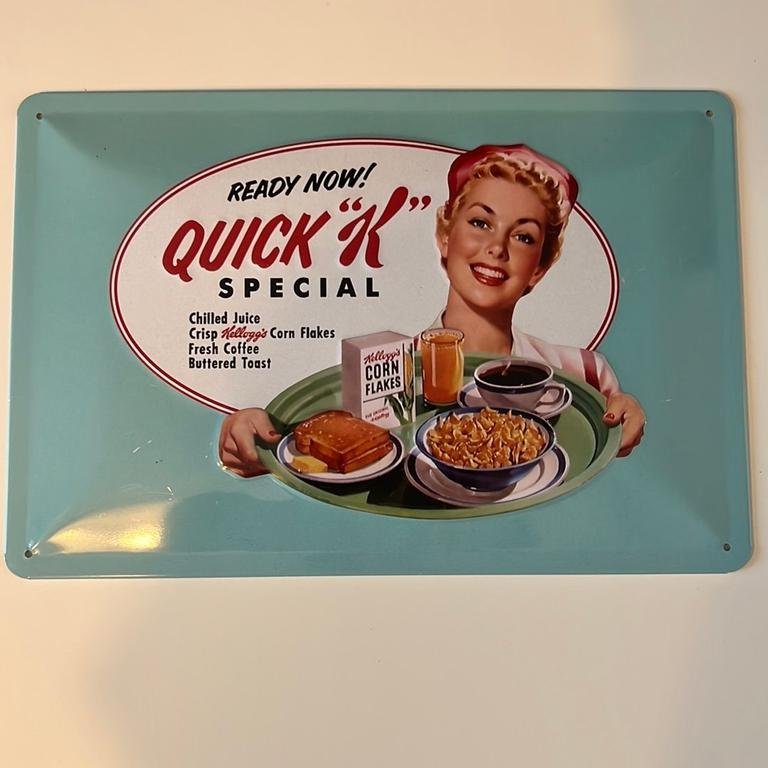 READY NOW!
QUICK "K"
SPECIAL
Chilled Juice
Crisp Kellogg's Corn Flakes
Fresh Coffee
Buttered Toast
Kellogg's
CORN
FLAKES